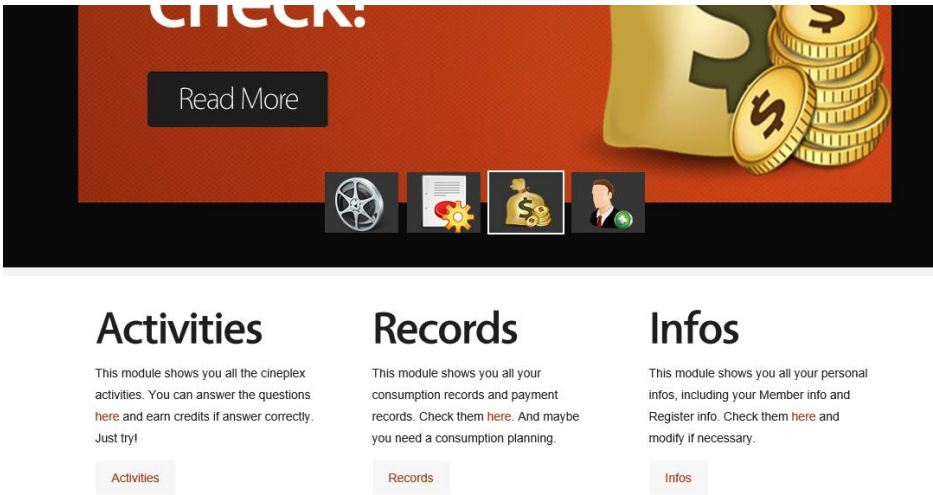 check!
Read More
Activities
This module shows you all the cineplex
activities. You can answer the questions
here and earn credits if answer correctly.
Just try!
Activities
Records
This module shows you all your
consumption records and payment
records. Check them here. And maybe
you need a consumption planning.
Records
Infos
This module shows you all your personal
infos, including your Member info and
Register info. Check them here and
modify if necessary.
Infos